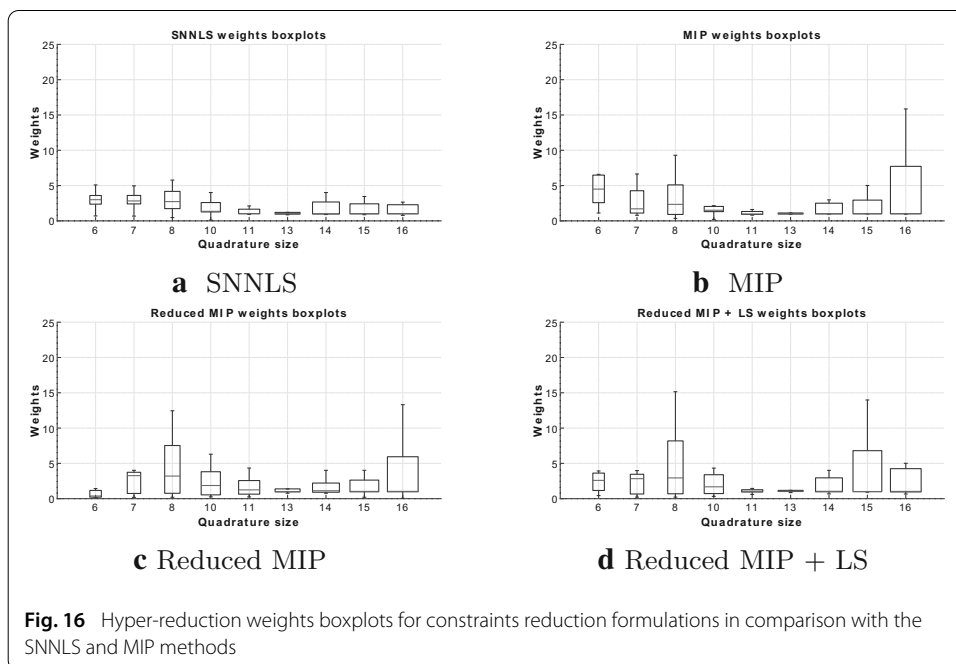 SNNLS weights boxplots
25
20
15
10
5
0
Weights
6 7 8 10 11 13 14 15 16
Quadrature size
a SNNLS
MIP weights boxplots
25
20
15
10
5
0
Weights
6 7 8 10 11 13 14 15 16
Quadrature size
b MIP
Reduced MIP weights boxplots
25
20
15
10
5
0
Weights
6 7 8 10 11 13 14 15 16
Quadrature size
c Reduced MIP
Reduced MIP + LS weights boxplots
25
20
15
10
5
0
Weights
6 7 8 10 11 13 14 15 16
Quadrature size
d Reduced MIP + LS
Fig. 16 Hyper-reduction weights boxplots for constraints reduction formulations in comparison with the
SNNLS and MIP methods